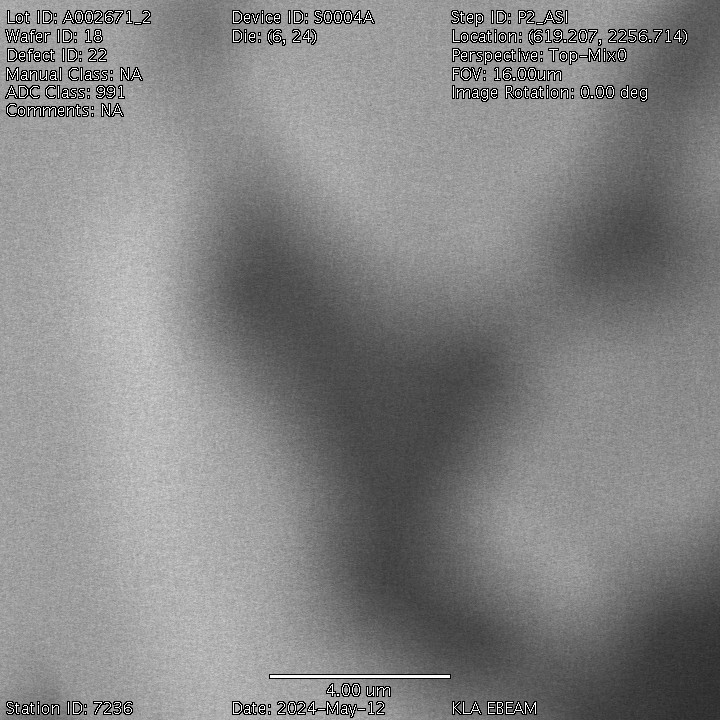 Lot ID: A002671_2
Wafer ID: 18
Defect ID: 22
Manual Class: NA
ADC Class: 991
Comments: NA
Device ID: S0004A
Die: (6, 24)
Step ID: P2_ASI
Location: (619.207, 2256.714)
Perspective: Top-Mix0
FOV: 16.00um
Image Rotation: 0.00 deg
4.00 um
Station ID: 7236
Date: 2024-May-12
KLA EBEAM